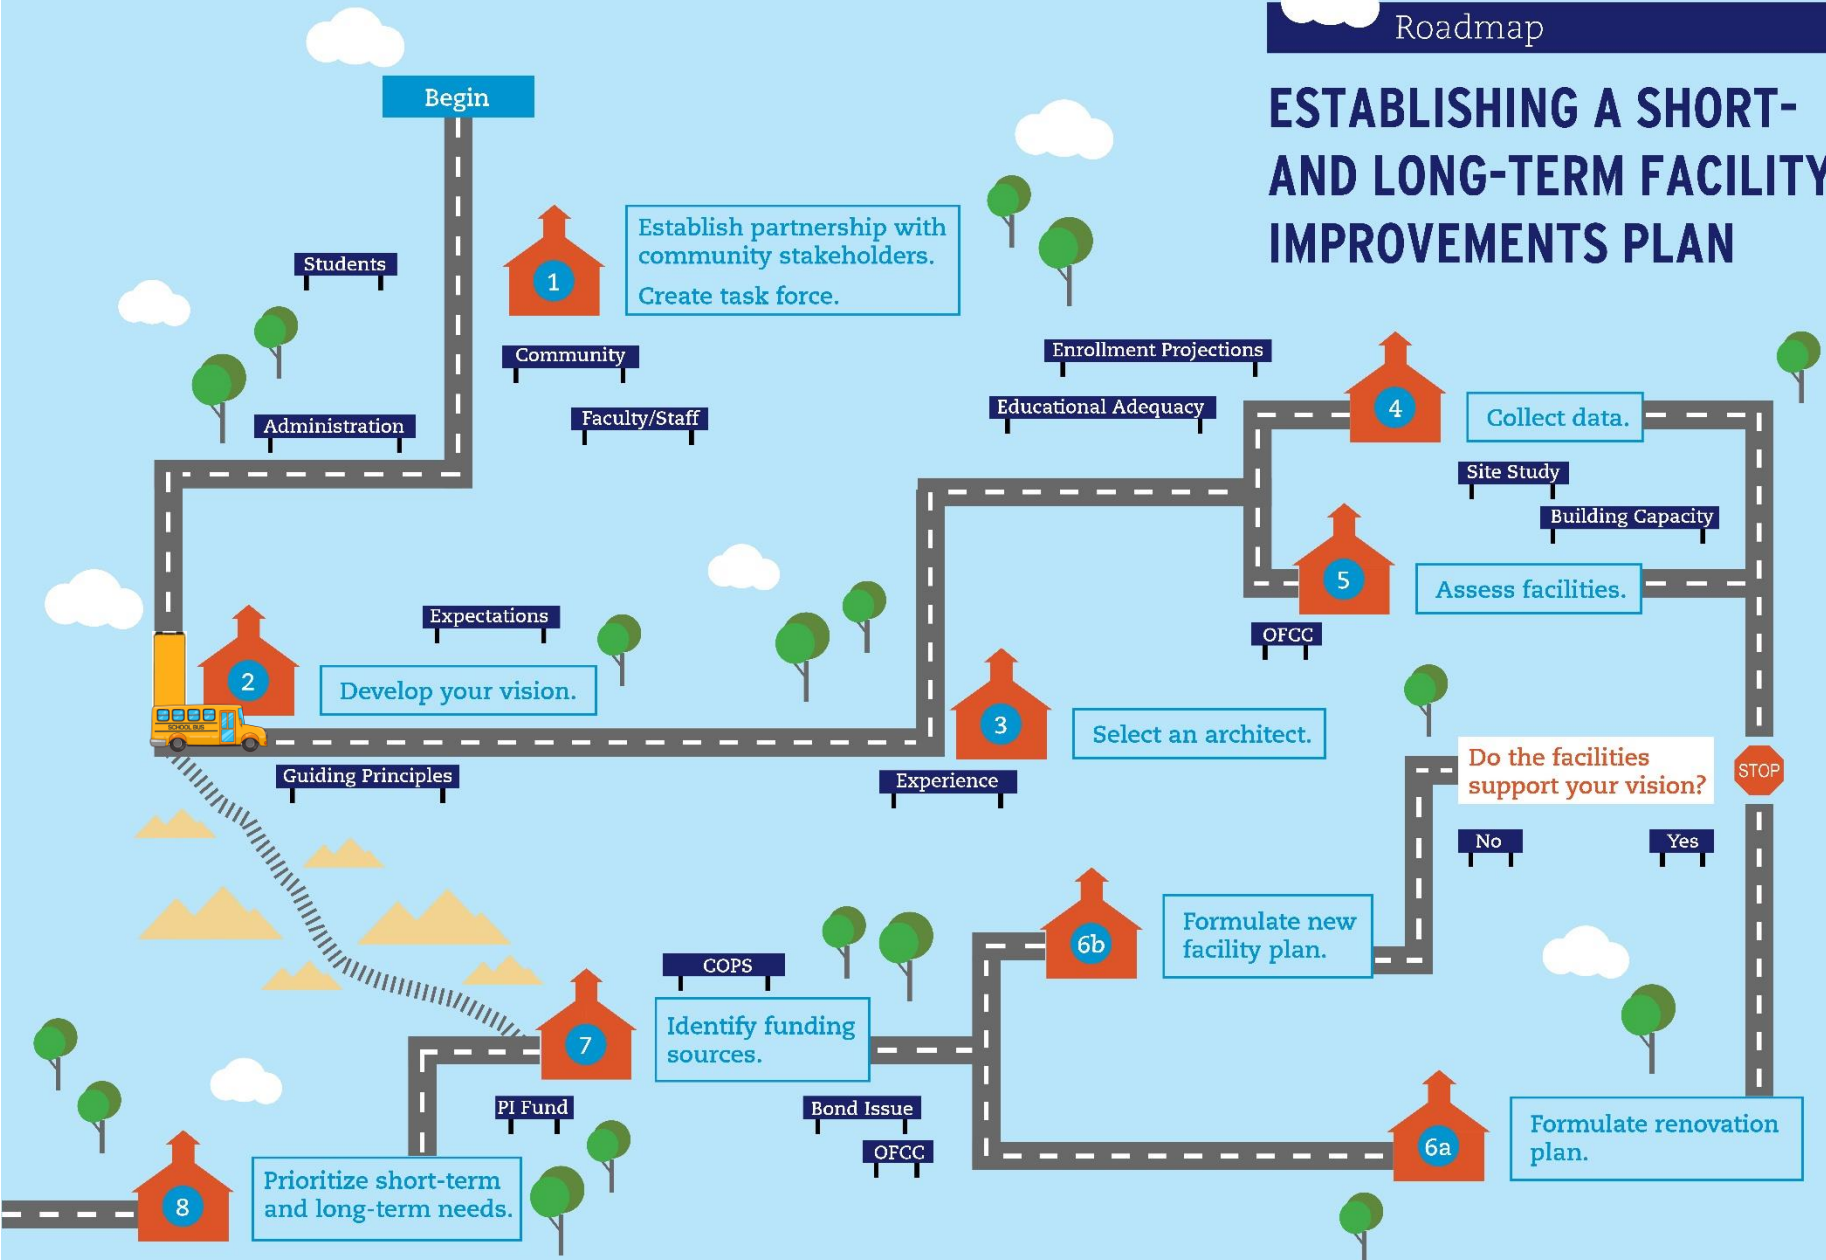 Roadmap
ESTABLISHING A SHORT-
AND LONG-TERM FACILITY
IMPROVEMENTS PLAN
Begin
1
Establish partnership with
community stakeholders.
Create task force.
Students
Community
Administration
Faculty/Staff
2
Develop your vision.
Expectations
SCHOOL BUS
Guiding Principles
3
Select an architect.
Experience
Enrollment Projections
Educational Adequacy
4
Collect data.
Site Study
Building Capacity
5
Assess facilities.
OFCC
Do the facilities
support your vision?
STOP
No
Yes
6b
Formulate new
facility plan.
6a
Formulate renovation
plan.
COPS
7
Identify funding
sources.
PI Fund
Bond Issue
OFCC
8
Prioritize short-term
and long-term needs.